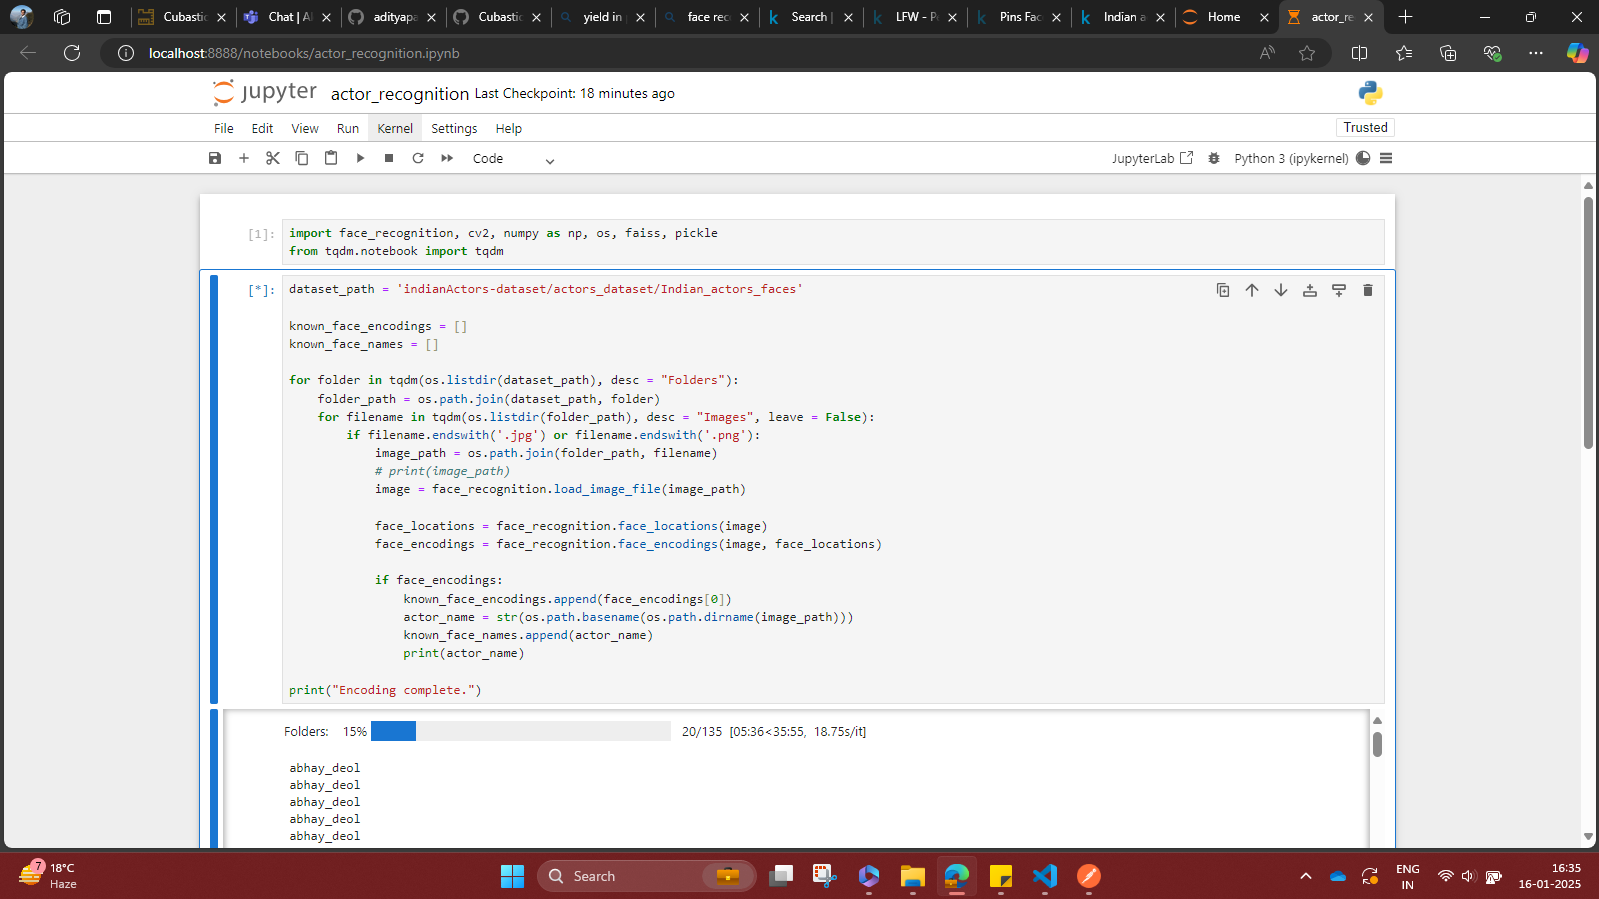 Cubastic
Chat | Al
adityapa
Cubastic
yield in
face rec
Search |
LFW - P
Pins Fac
Indian a
Home
actor_re
localhost:8888/notebooks/actor_recognition.ipynb
jupyter
actor_recognition Last Checkpoint: 18 minutes ago
File Edit View Run Kernel Settings Help
Trusted
Code
JupyterLab
Python 3 (ipykernel)
[1]:
import face_recognition, cv2, numpy as np, os, faiss, pickle
from tqdm.notebook import tqdm
[*]:
dataset_path = 'indianActors-dataset/actors_dataset/Indian_actors_faces'
known_face_encodings = []
known_face_names = []
for folder in tqdm(os.listdir(dataset_path), desc = "Folders"):
    folder_path = os.path.join(dataset_path, folder)
    for filename in tqdm(os.listdir(folder_path), desc = "Images", leave = False):
        if filename.endswith('.jpg') or filename.endswith('.png'):
            image_path = os.path.join(folder_path, filename)
            # print(image_path)
            image = face_recognition.load_image_file(image_path)
            face_locations = face_recognition.face_locations(image)
            face_encodings = face_recognition.face_encodings(image, face_locations)
            if face_encodings:
                known_face_encodings.append(face_encodings[0])
                actor_name = str(os.path.basename(os.path.dirname(image_path)))
                known_face_names.append(actor_name)
                print(actor_name)
print("Encoding complete.")
Folders: 15% 20/135 [05:36<35:55, 18.75s/it]
abhay_deol
abhay_deol
abhay_deol
abhay_deol
abhay_deol
7
18°C
Haze
Search
ENG
IN
16:35
16-01-2025